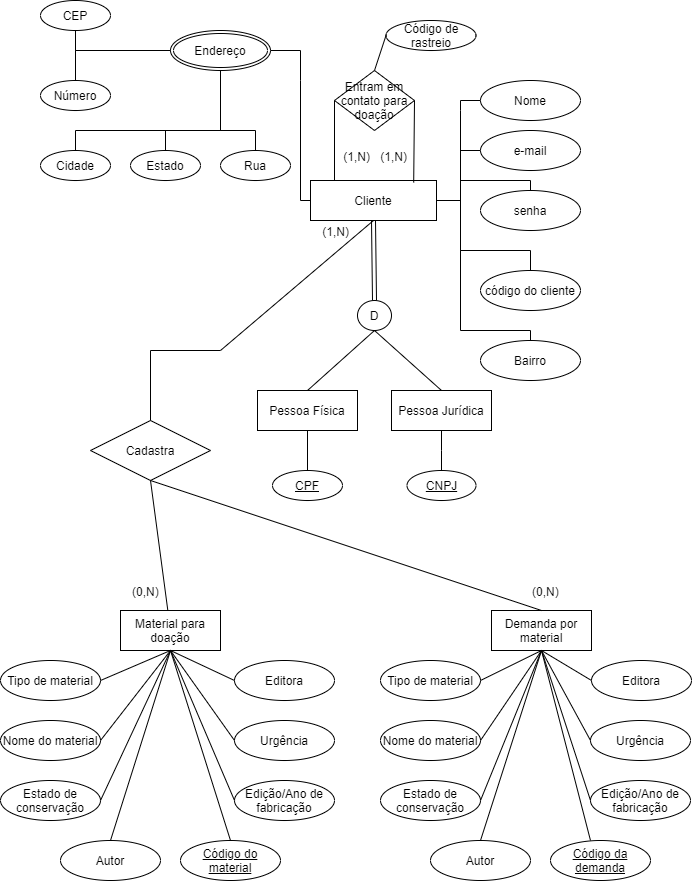 CEP
Endereço
Código de
rastreio
Entram em
contato para
doação
Nome
Número
e-mail
Cidade
Estado
Rua
(1,N)
(1,N)
Cliente
senha
(1,N)
código do cliente
D
Bairro
Pessoa Física
Pessoa Jurídica
Cadastra
CPF
CNPJ
(0,N)
(0,N)
Material para
doação
Demanda por
material
Tipo de material
Editora
Tipo de material
Editora
Nome do material
Urgência
Nome do material
Urgência
Estado de
conservação
Edição/Ano de
fabricação
Estado de
conservação
Edição/Ano de
fabricação
Autor
Código do
material
Autor
Código da
demanda